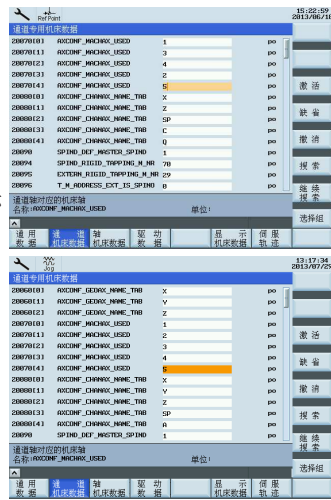 Ref Point
15:22:59
2013/06/18
通道专用机床数据
20070[0] AXCONF_MACHAX_USED 1 po
20070[1] AXCONF_MACHAX_USED 3 po
20070[2] AXCONF_MACHAX_USED 4 po
20070[3] AXCONF_MACHAX_USED 2 po
20070[4] AXCONF_MACHAX_USED 5 po
20080[0] AXCONF_CHANAX_NAME_TAB X po
20080[1] AXCONF_CHANAX_NAME_TAB Z po
20080[2] AXCONF_CHANAX_NAME_TAB SP po
20080[3] AXCONF_CHANAX_NAME_TAB C po
20080[4] AXCONF_CHANAX_NAME_TAB Q po
20090 SPIND_DEF_MASTER_SPIND 1 po
20094 SPIND_RIGID_TAPPING_M_NR 70 po
20095 EXTERN_RIGID_TAPPING_M_NR 29 po
20096 T_M_ADDRESS_EXT_IS_SPINO 0 po
激活
缺省
撤消
搜索
继续
搜索
选择组
通道轴对应的机床轴
名称:AXCONF_MACHAX_USED 单位:
通用 通道 轴 驱动 显示 伺服
数据 机床数据 机床数据 数据 机床数据 轨迹
Jog
13:17:34
2013/07/29
通道专用机床数据
20060[0] AXCONF_GEOAX_NAME_TAB X po
20060[1] AXCONF_GEOAX_NAME_TAB Y po
20060[2] AXCONF_GEOAX_NAME_TAB Z po
20070[0] AXCONF_MACHAX_USED 1 po
20070[1] AXCONF_MACHAX_USED 2 po
20070[2] AXCONF_MACHAX_USED 3 po
20070[3] AXCONF_MACHAX_USED 4 po
20070[4] AXCONF_MACHAX_USED 5 po
20080[0] AXCONF_CHANAX_NAME_TAB X po
20080[1] AXCONF_CHANAX_NAME_TAB Y po
20080[2] AXCONF_CHANAX_NAME_TAB Z po
20080[3] AXCONF_CHANAX_NAME_TAB SP po
20080[4] AXCONF_CHANAX_NAME_TAB A po
20090 SPIND_DEF_MASTER_SPIND 1 po
激活
缺省
撤消
搜索
继续
搜索
选择组
通道轴对应的机床轴
名称:AXCONF_MACHAX_USED 单位:
通用 通道 轴 驱动 显示 伺服
数据 机床数据 机床数据 数据 机床数据 轨迹